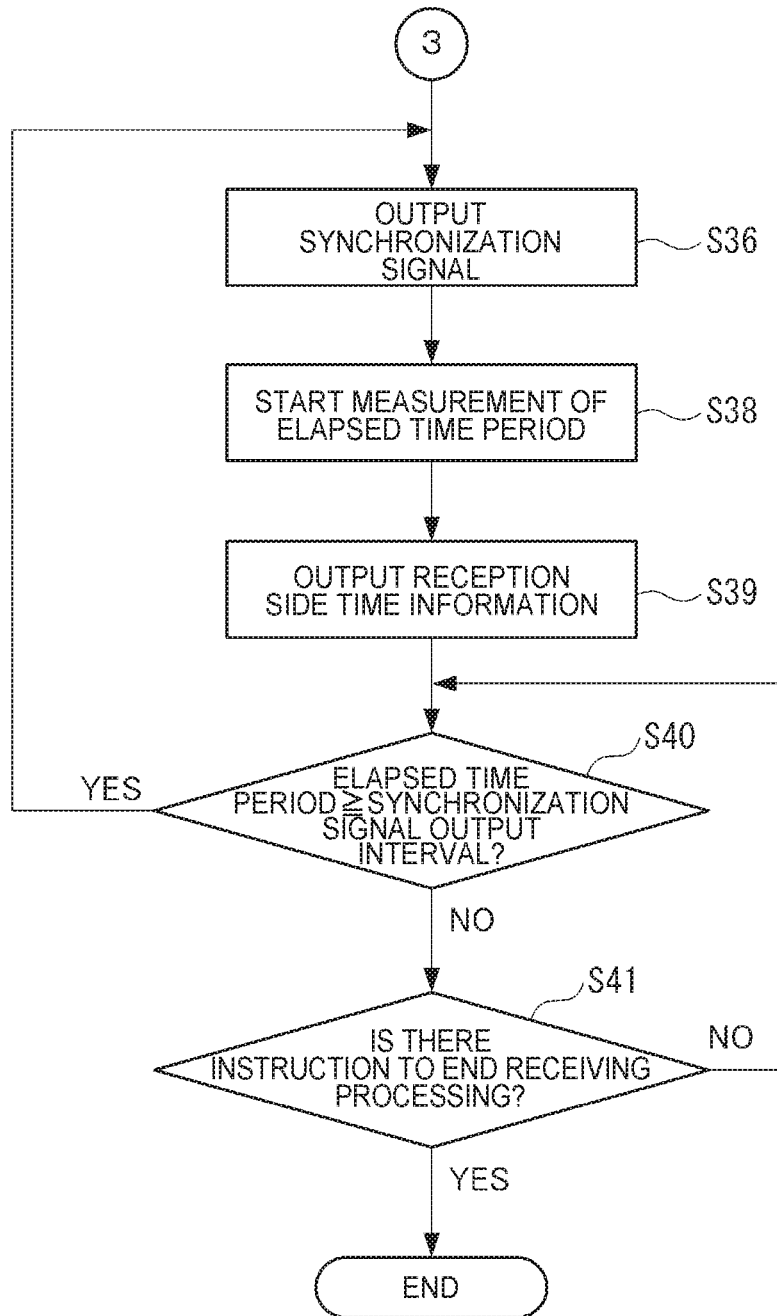 3
OUTPUT
SYNCHRONIZATION
SIGNAL
S36
START MEASUREMENT OF
ELAPSED TIME PERIOD
S38
OUTPUT RECEPTION
SIDE TIME INFORMATION
S39
S40
YES
ELAPSED TIME
PERIOD≧SYNCHRONIZATION
SIGNAL OUTPUT
INTERVAL?
NO
S41
IS THERE
INSTRUCTION TO END RECEIVING
PROCESSING?
NO
YES
END